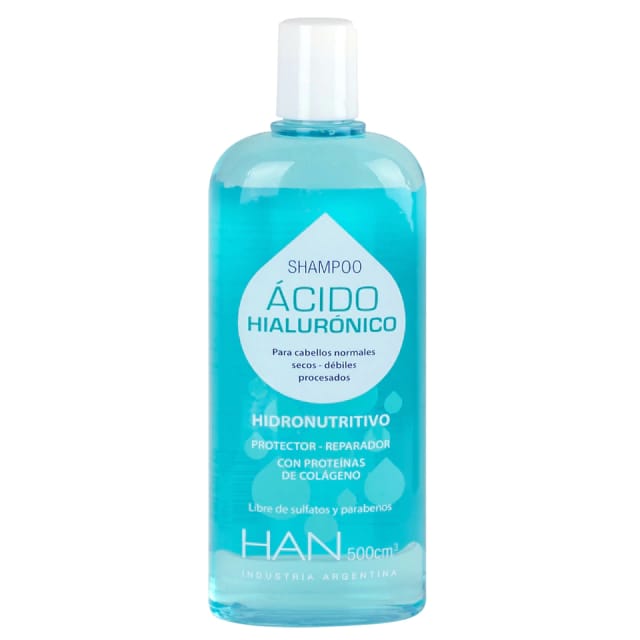 SHAMPOO
ÁCIDO
HIALURÓNICO
Para cabellos normales
secos - débiles
procesados
HIDRONUTRITIVO
PROTECTOR - REPARADOR
CON PROTEÍNAS
DE COLÁGENO
Libre de sulfatos y parabenos
HAN 500cm³
INDUSTRIA ARGENTINA